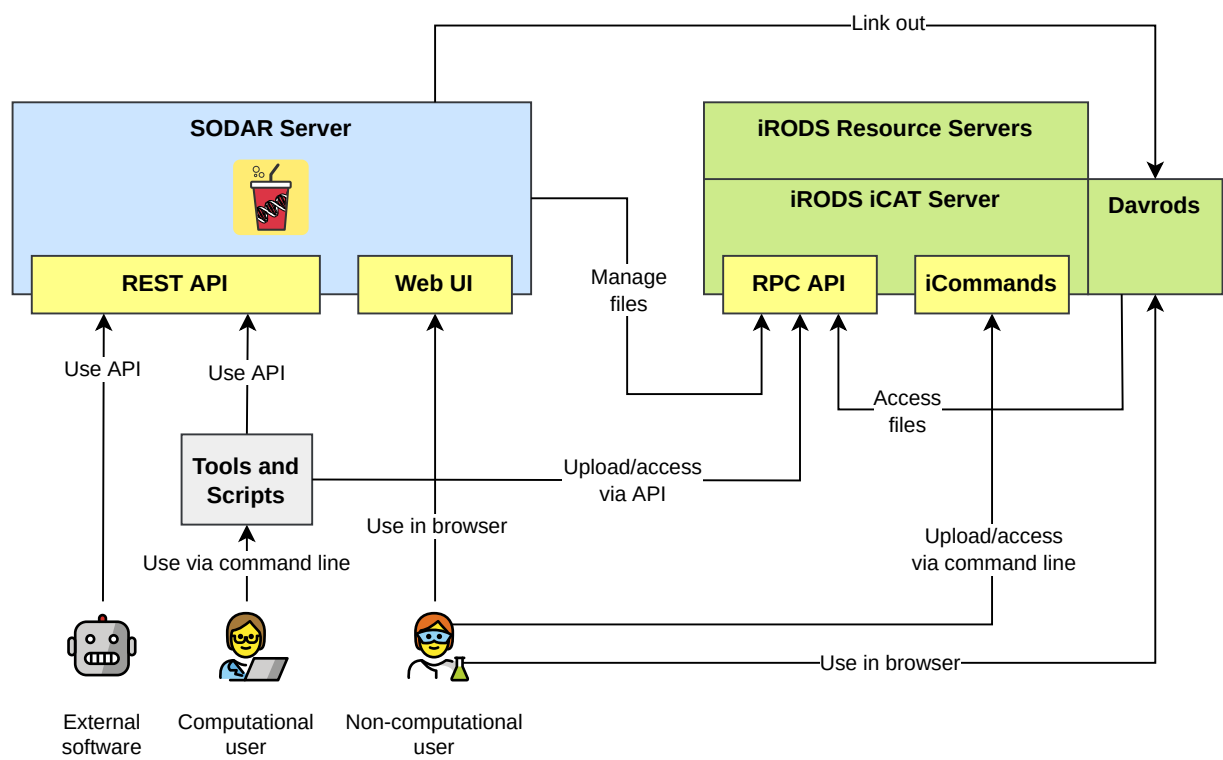 Link out
SODAR Server
iRODS Resource Servers
iRODS iCAT Server
Davrods
REST API
Web UI
Manage
files
RPC API
iCommands
Use API
Use API
Access
files
Tools and
Scripts
Upload/access
via API
Use in browser
Upload/access
via command line
Use via command line
Use in browser
External
software
Computational
user
Non-computational
user